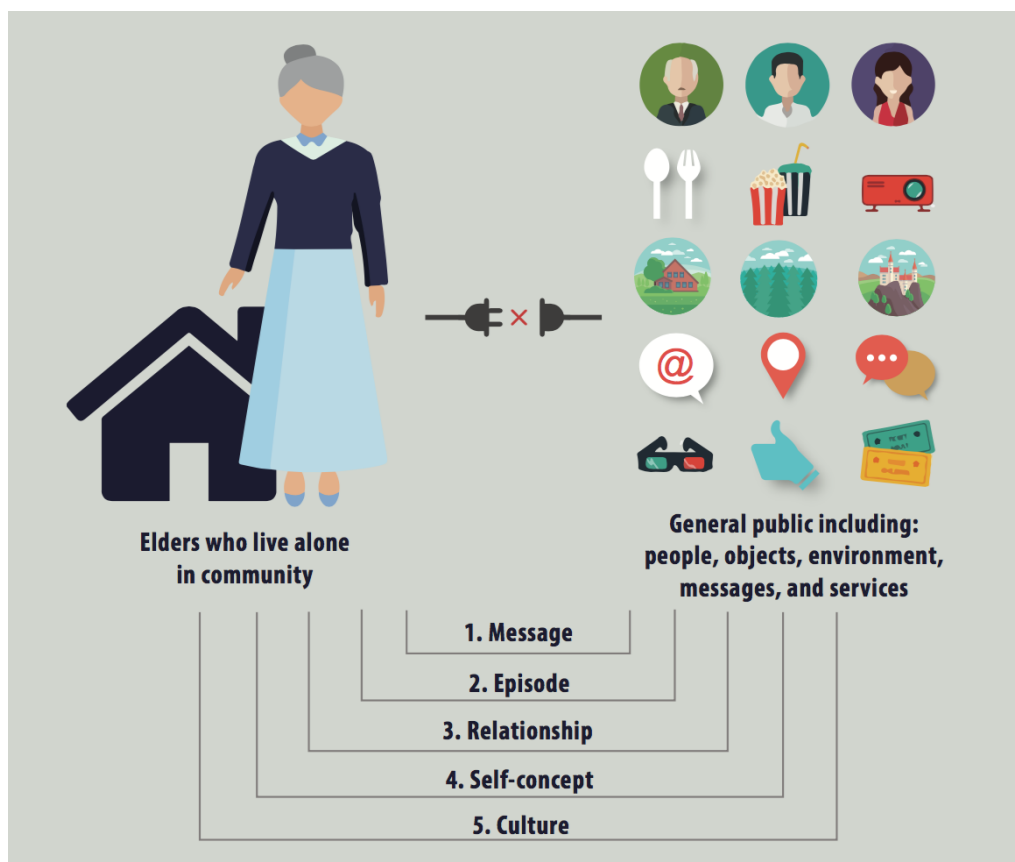 @
Elders who live alone
in community
General public including:
people, objects, environment,
messages, and services
1. Message
2. Episode
3. Relationship
4. Self-concept
5. Culture